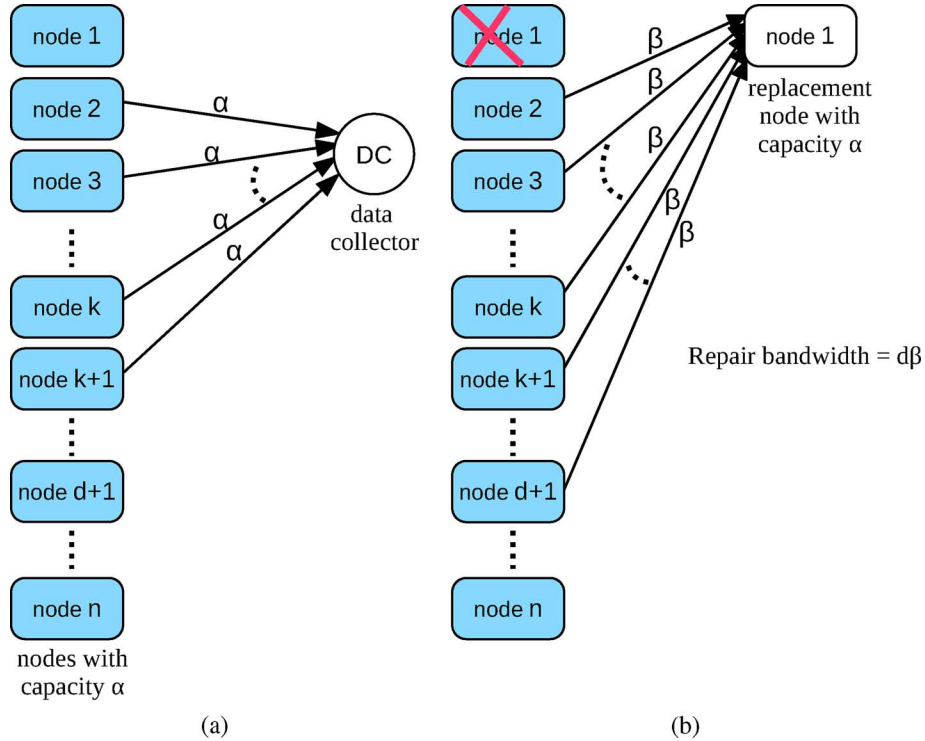 node 1
node 2
node 3
node k
node k+1
node d+1
node n
nodes with
capacity α
α
α
α
α
DC
data
collector
(a)
node 1
node 2
node 3
node k
node k+1
node d+1
node n
β
β
β
β
β
node 1
replacement
node with
capacity α
Repair bandwidth = dβ
(b)